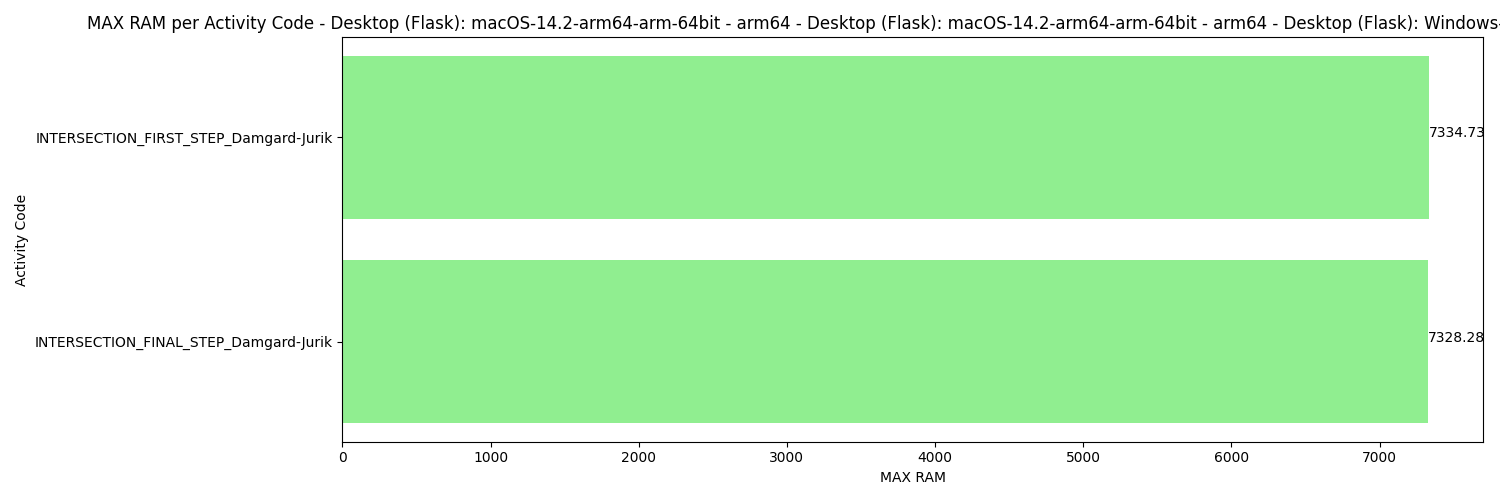 MAX RAM per Activity Code - Desktop (Flask): macOS-14.2-arm64-arm-64bit - arm64 - Desktop (Flask): macOS-14.2-arm64-arm-64bit - arm64 - Desktop (Flask): Windows-
INTERSECTION_FIRST_STEP_Damgard-Jurik
7334.73
Activity Code
INTERSECTION_FINAL_STEP_Damgard-Jurik
7328.28
0 1000 2000 3000 4000 5000 6000 7000
MAX RAM